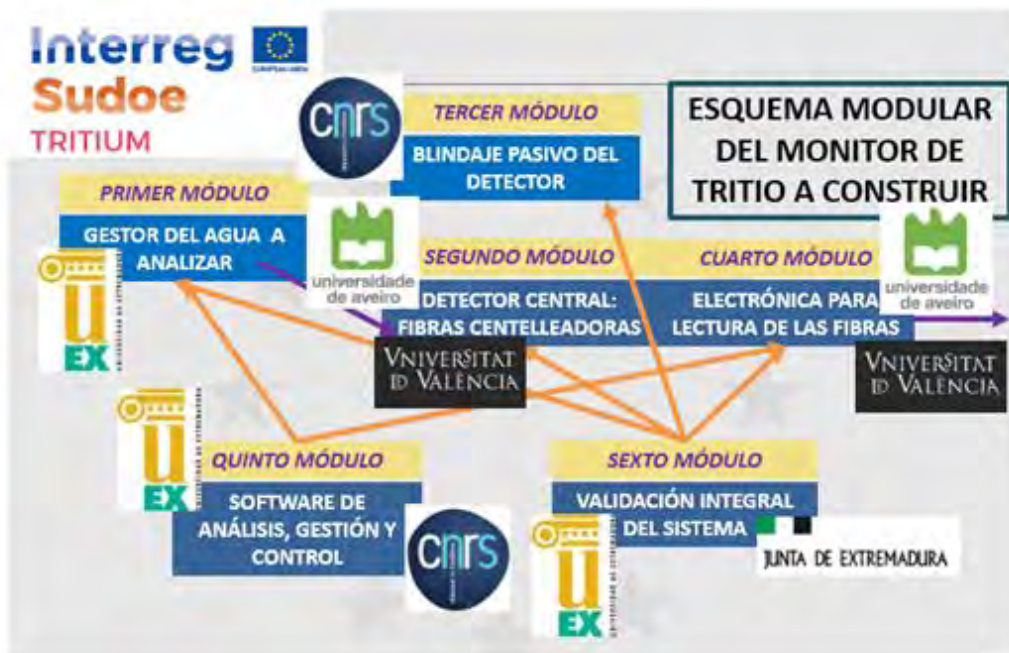 Interreg
EUROPEAN UNION
Sudoe
TRITIUM
cnrs
TERCER MÓDULO
BLINDAJE PASIVO DEL
DETECTOR
ESQUEMA MODULAR
DEL MONITOR DE
TRITIO A CONSTRUIR
PRIMER MÓDULO
GESTOR DEL AGUA A
ANALIZAR
UEX
universidade
de aveiro
SEGUNDO MÓDULO
DETECTOR CENTRAL:
FIBRAS CENTELLEADORAS
VNIVERSITAT
ID VALÈNCIA
CUARTO MÓDULO
ELECTRÓNICA PARA
LECTURA DE LAS FIBRAS
universidade
de aveiro
VNIVERSITAT
ID VALÈNCIA
UEX
QUINTO MÓDULO
SOFTWARE DE
ANÁLISIS, GESTIÓN Y
CONTROL
cnrs
SEXTO MÓDULO
VALIDACIÓN INTEGRAL
DEL SISTEMA
UEX
JUNTA DE EXTREMADURA